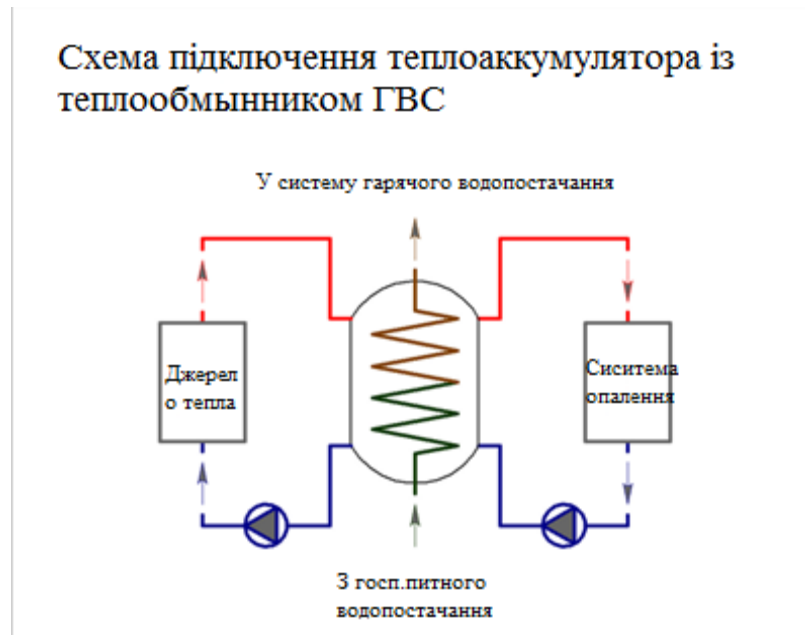 Схема підключення теплоаккумулятора із
теплообмынником ГВС
У систему гарячого водопостачання
Джерел
о тепла
Сиситема
опалення
З госп.питного
водопостачання